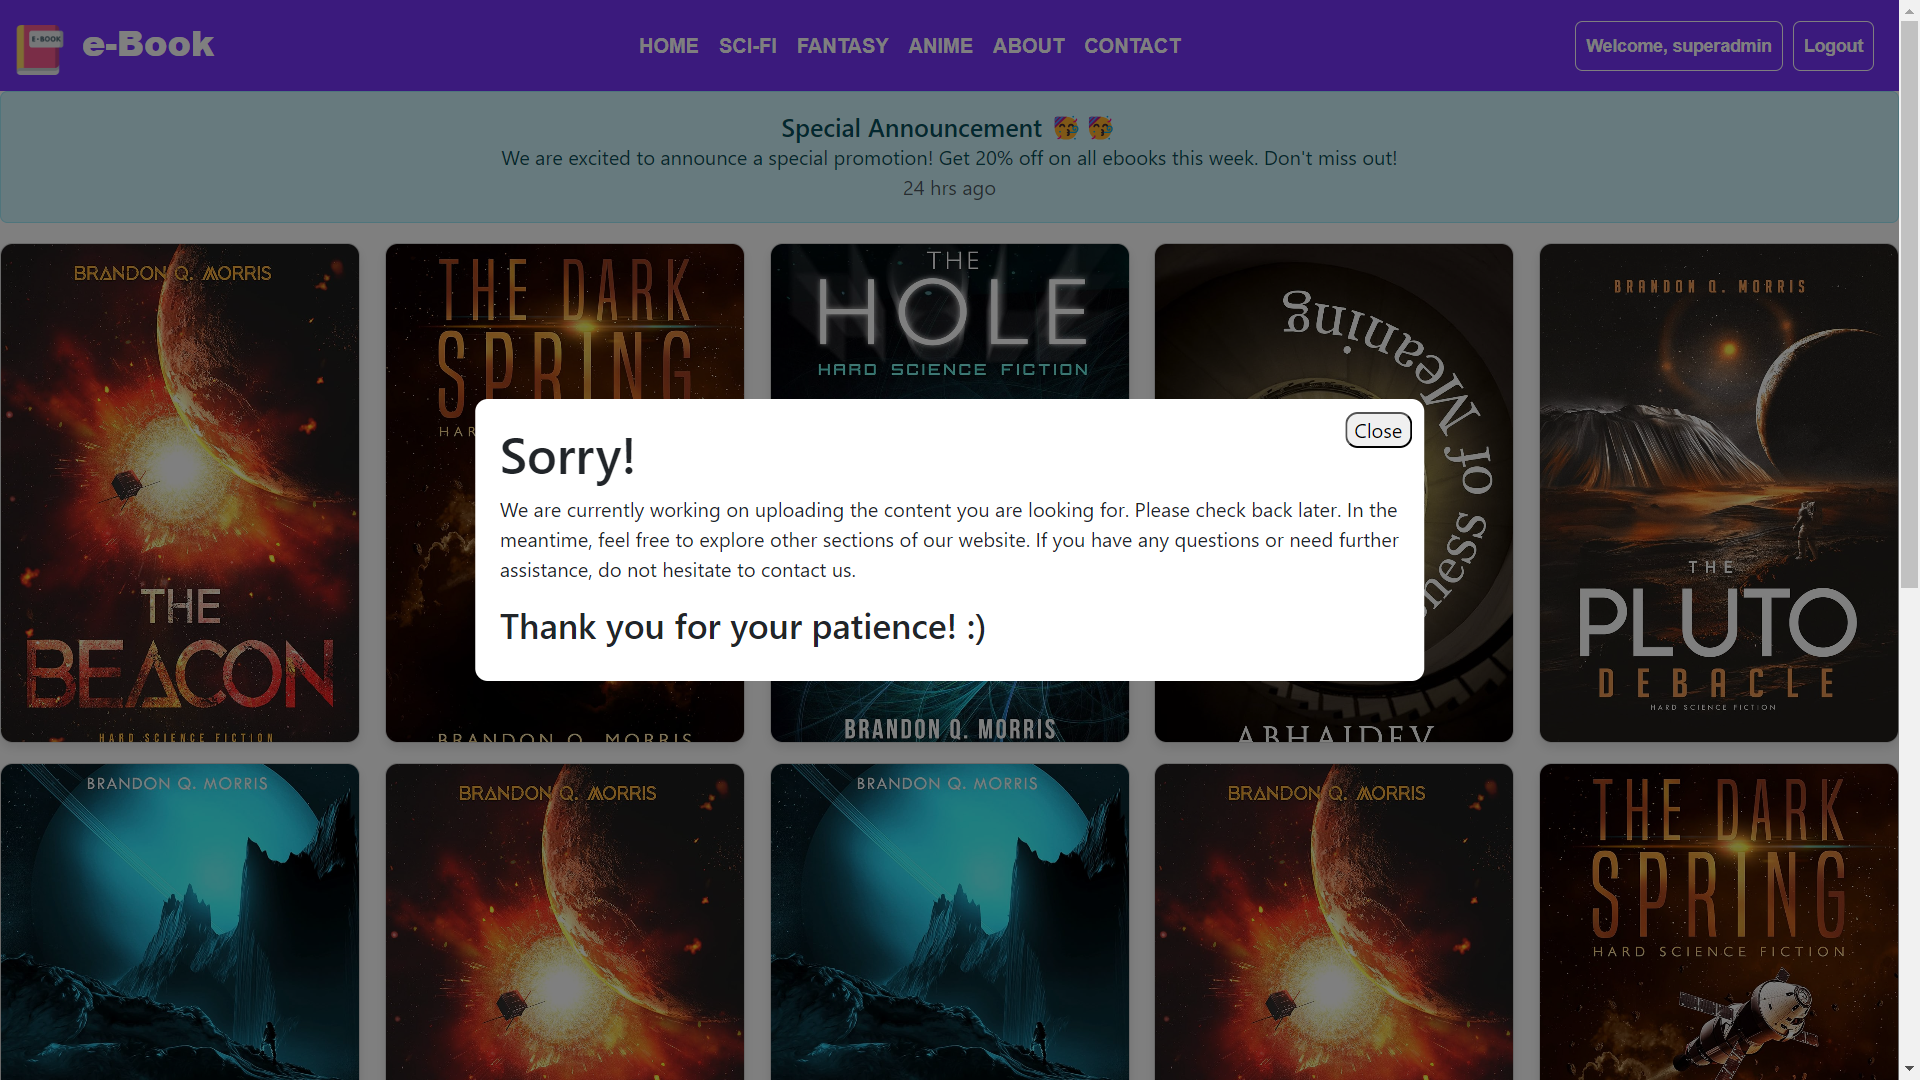 E-BOOK
e-Book
HOME SCI-FI FANTASY ANIME ABOUT CONTACT
Welcome, superadmin
Logout
Special Announcement 🥳 🥳
We are excited to announce a special promotion! Get 20% off on all ebooks this week. Don't miss out!
24 hrs ago
BRANDON Q. MORRIS
THE
BEACON
HARD SCIENCE FICTION
THE DARK
SPRING
HAR
BRANDON Q. MORRIS
THE
HOLE
HARD SCIENCE FICTION
BRANDON Q. MORRIS
Meaning
of
ABHAIDEV
BRANDON Q. MORRIS
THE
PLUTO
DEBACLE
HARD SCIENCE FICTION
Close
Sorry!
We are currently working on uploading the content you are looking for. Please check back later. In the
meantime, feel free to explore other sections of our website. If you have any questions or need further
assistance, do not hesitate to contact us.
Thank you for your patience! :)
BRANDON Q. MORRIS
BRANDON Q. MORRIS
BRANDON Q. MORRIS
BRANDON Q. MORRIS
THE DARK
SPRING
HARD SCIENCE FICTION